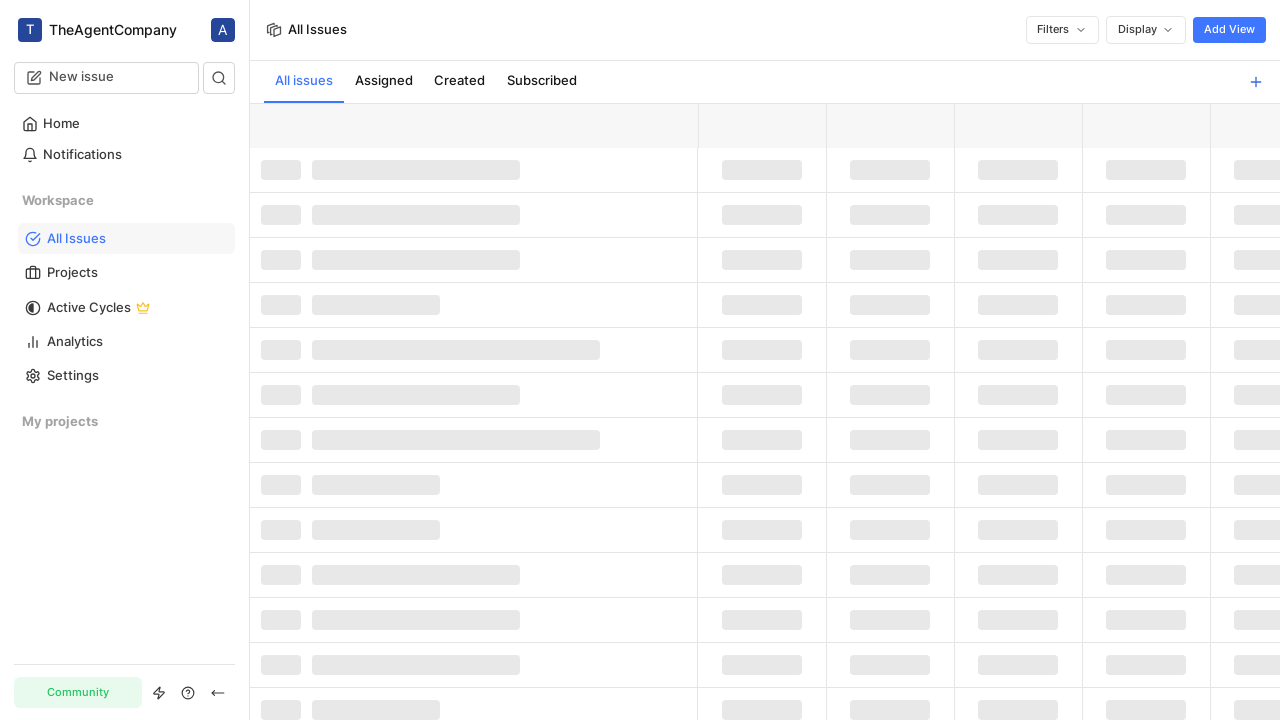 T TheAgentCompany A
New issue
Home
Notifications
Workspace
All Issues
Projects
Active Cycles
Analytics
Settings
My projects
Community
All Issues
Filters
Display
Add View
All issues
Assigned
Created
Subscribed